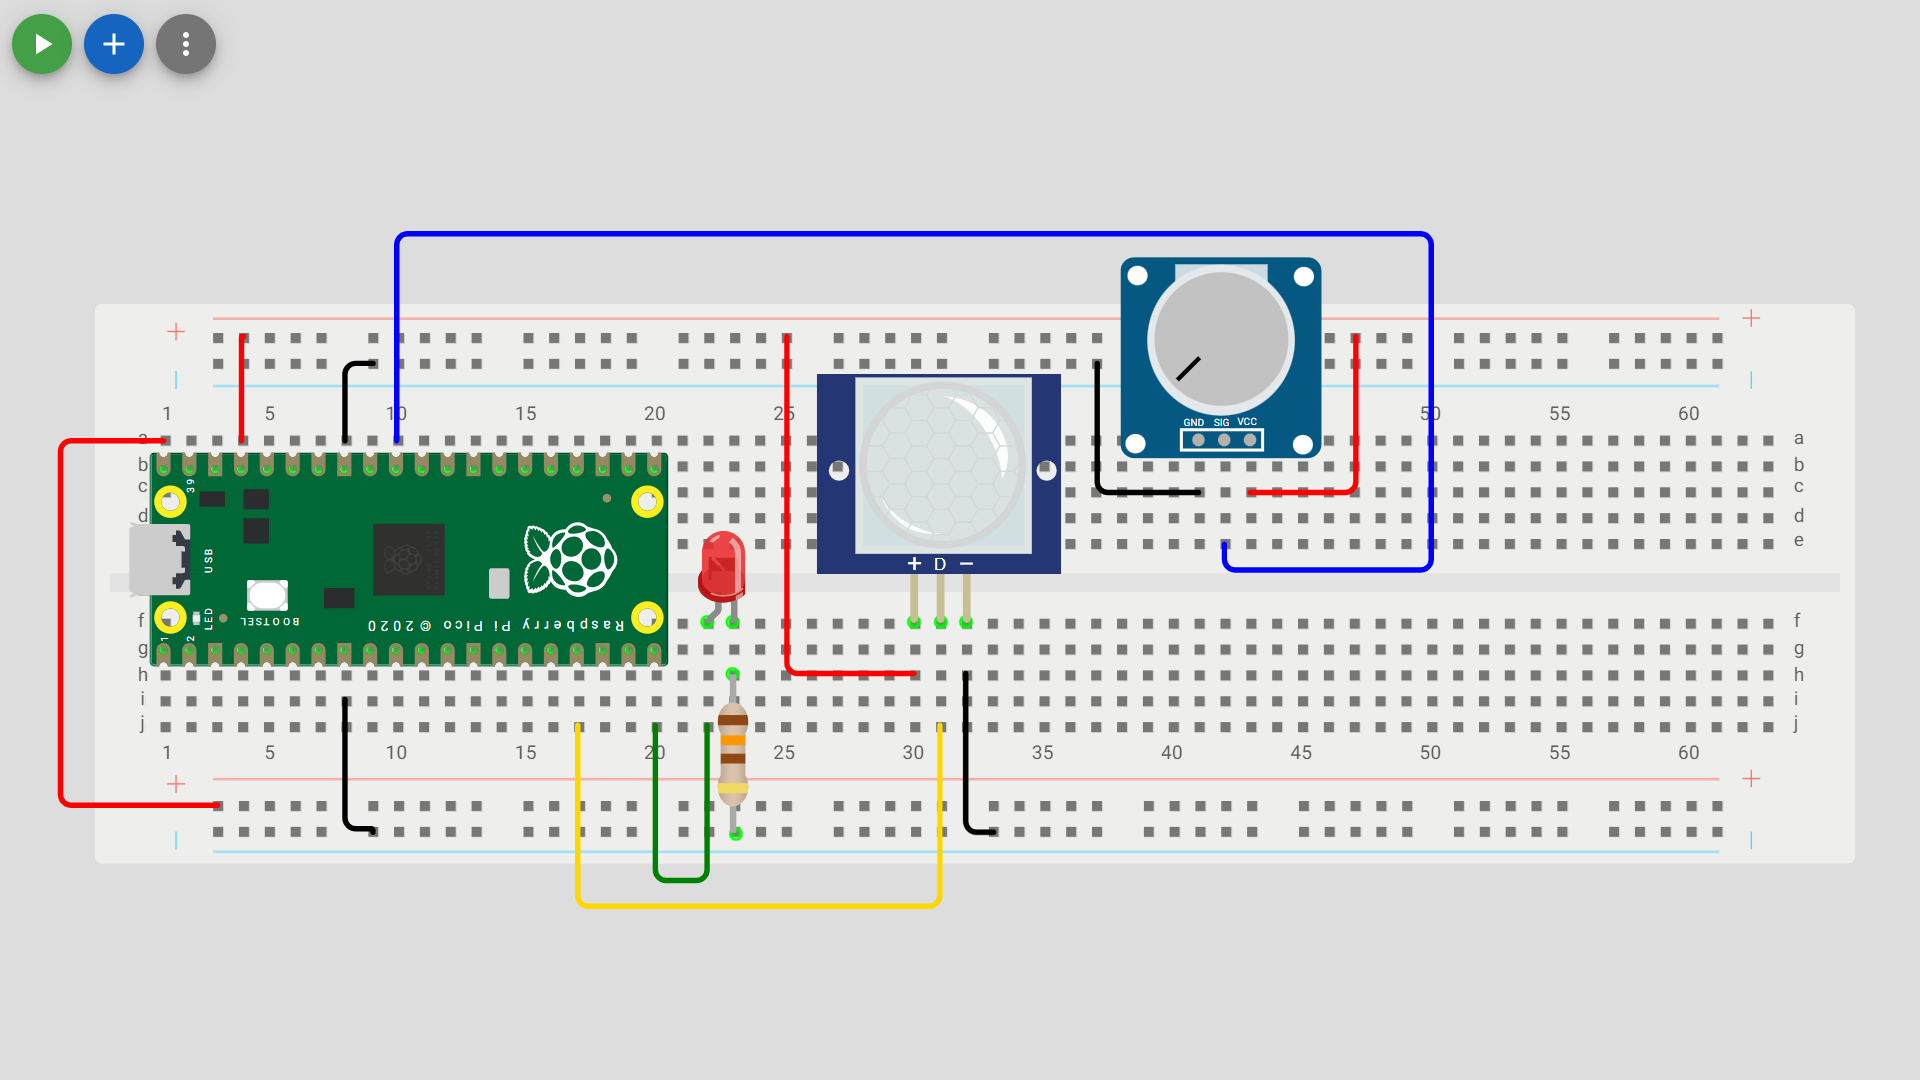 1 5 10 15 20 25 50 55 60
GND SIG VCC
a a
b b
c c
d d
e e
39
USB
+ D −
LED
BOOTSEL
Raspberry Pi Pico © 2020
1 2
f f
g g
h h
i i
j j
1 5 10 15 20 25 30 35 40 45 50 55 60